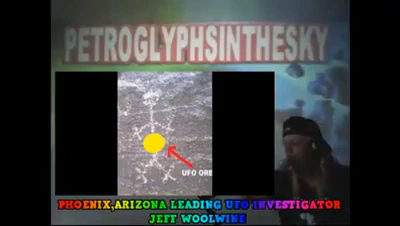 PETROGLYPHSINTHESKY
UFO ORB
PHOENIX,ARIZONA LEADING UFO INVESTIGATOR
JEFF WOOLWINE